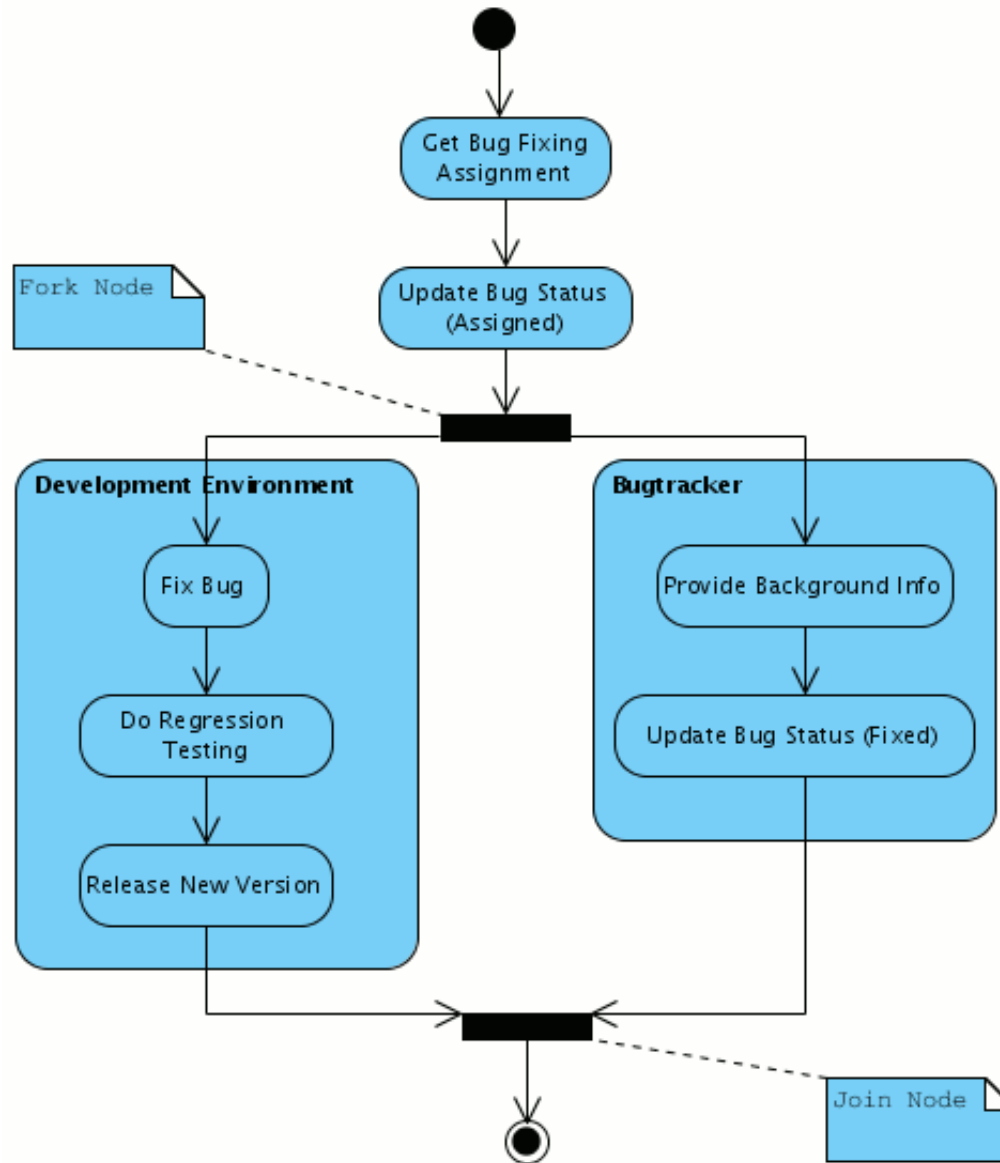 Get Bug Fixing
Assignment
Fork Node
Update Bug Status
(Assigned)
Development Environment
Fix Bug
Do Regression
Testing
Release New Version
Bugtracker
Provide Background Info
Update Bug Status (Fixed)
Join Node